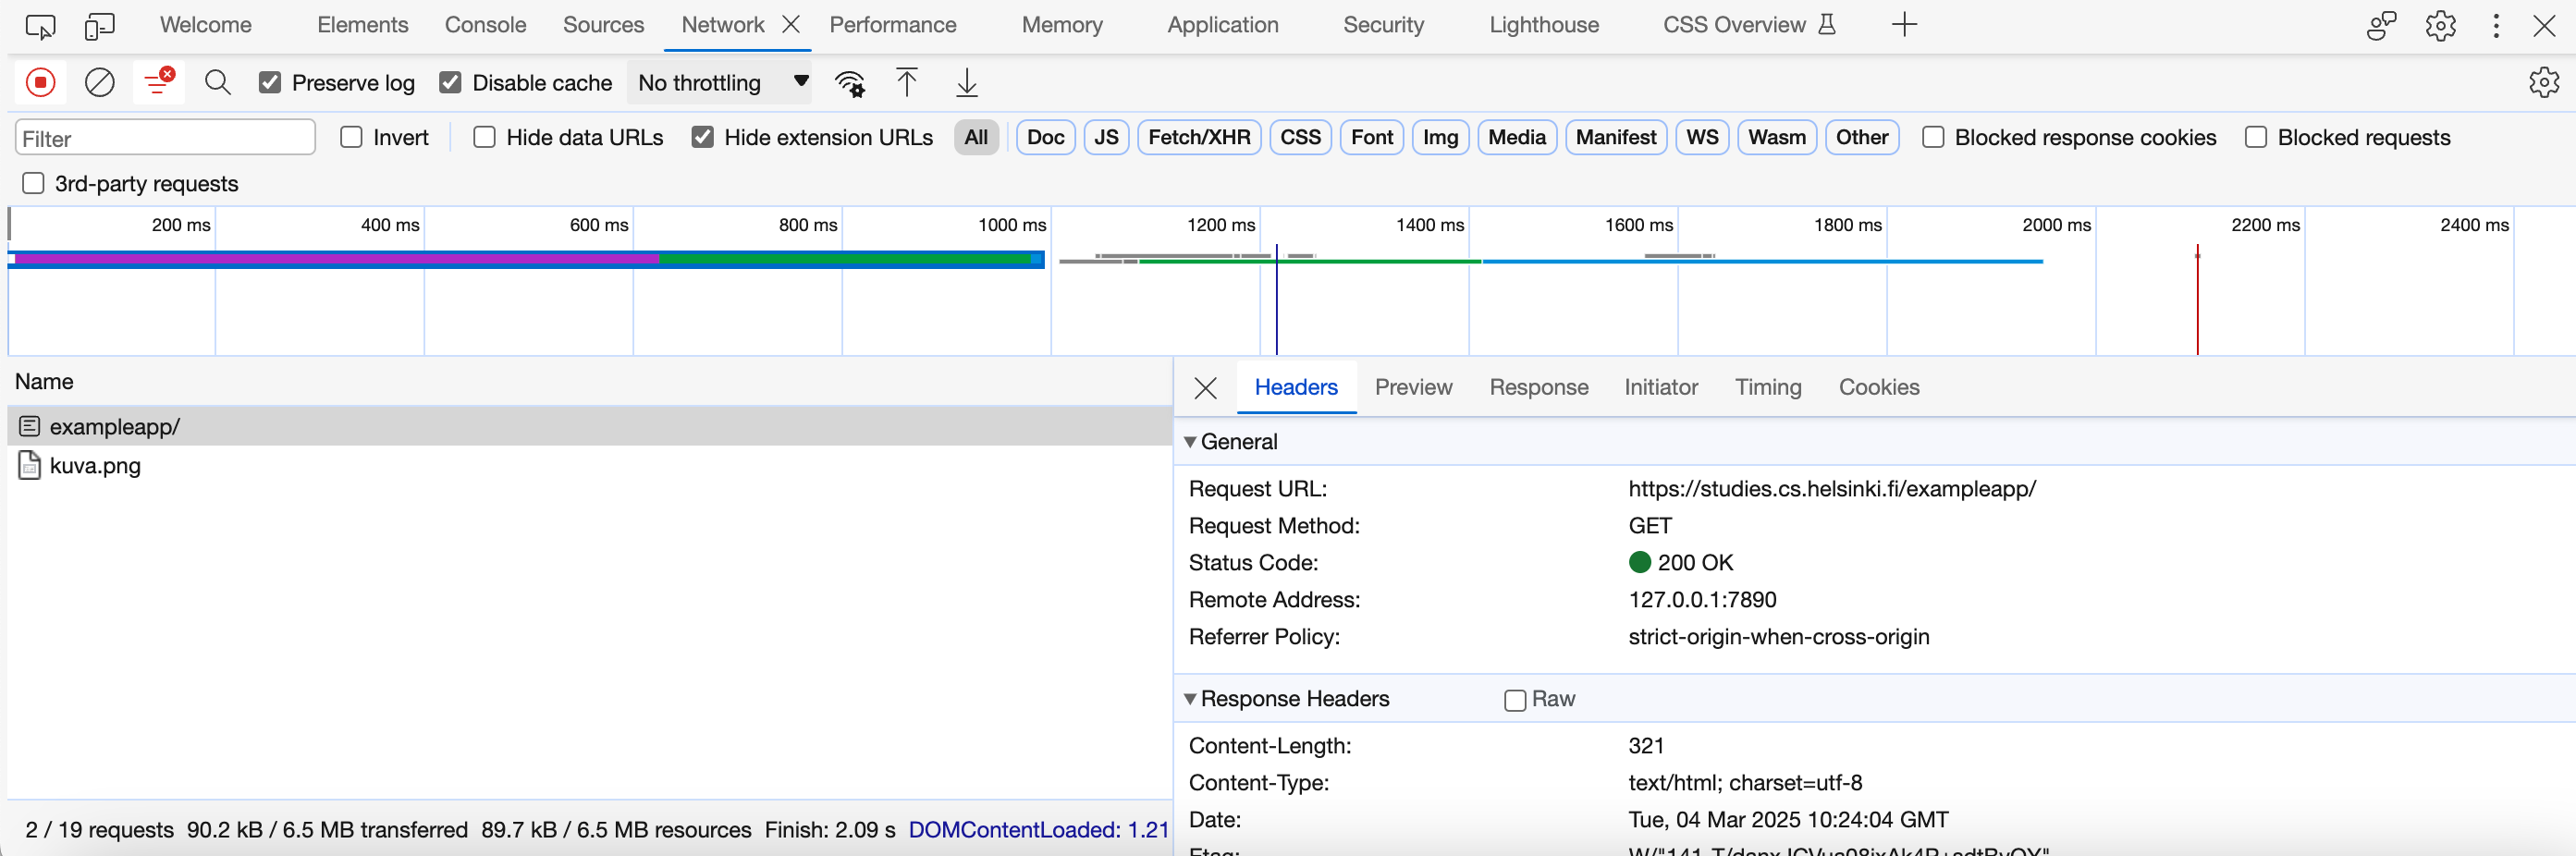 Welcome Elements Console Sources Network Performance Memory Application Security Lighthouse CSS Overview
Preserve log Disable cache No throttling
Filter Invert Hide data URLs Hide extension URLs All Doc JS Fetch/XHR CSS Font Img Media Manifest WS Wasm Other Blocked response cookies Blocked requests
3rd-party requests
200 ms 400 ms 600 ms 800 ms 1000 ms 1200 ms 1400 ms 1600 ms 1800 ms 2000 ms 2200 ms 2400 ms
Name
exampleapp/
kuva.png
2 / 19 requests 90.2 kB / 6.5 MB transferred 89.7 kB / 6.5 MB resources Finish: 2.09 s DOMContentLoaded: 1.21
Headers Preview Response Initiator Timing Cookies
General
Request URL: https://studies.cs.helsinki.fi/exampleapp/
Request Method: GET
Status Code: 200 OK
Remote Address: 127.0.0.1:7890
Referrer Policy: strict-origin-when-cross-origin
Response Headers Raw
Content-Length: 321
Content-Type: text/html; charset=utf-8
Date: Tue, 04 Mar 2025 10:24:04 GMT
Etag: